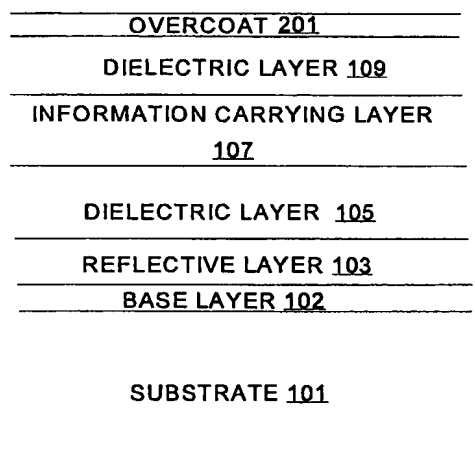 OVERCOAT 201
DIELECTRIC LAYER 109
INFORMATION CARRYING LAYER
107
DIELECTRIC LAYER 105
REFLECTIVE LAYER 103
BASE LAYER 102
SUBSTRATE 101